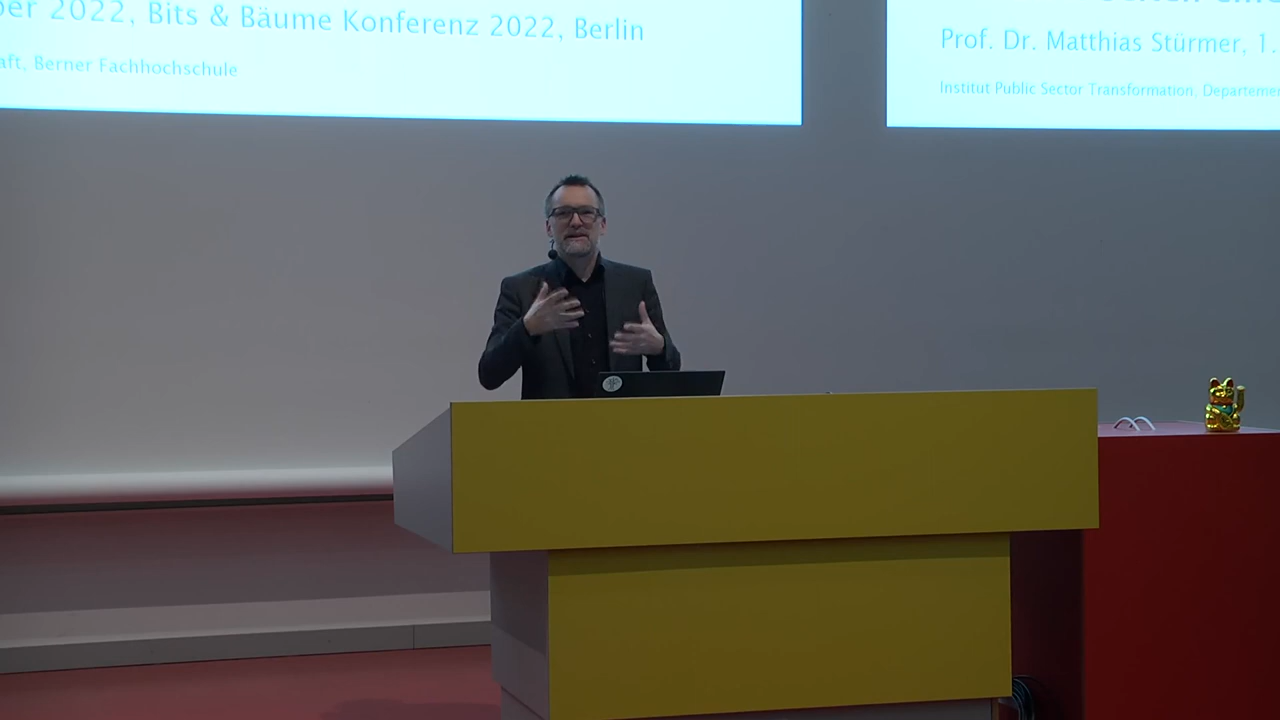 ber 2022, Bits & Bäume Konferenz 2022, Berlin
aft, Berner Fachhochschule
Prof. Dr. Matthias Stürmer, 1.
Institut Public Sector Transformation, Departemen